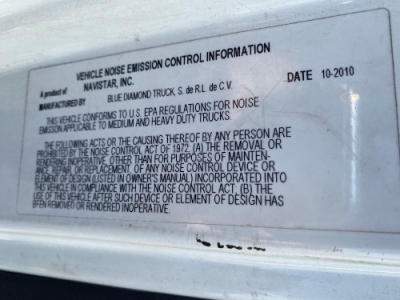 VEHICLE NOISE EMISSION CONTROL INFORMATION
A product of NAVISTAR, INC.
MANUFACTURED BY BLUE DIAMOND TRUCK, S. de R.L. de C.V. DATE 10-2010
THIS VEHICLE CONFORMS TO U.S. EPA REGULATIONS FOR NOISE
EMISSION APPLICABLE TO MEDIUM AND HEAVY DUTY TRUCKS.
THE FOLLOWING ACTS OR THE CAUSING THEREOF BY ANY PERSON ARE
PROHIBITED BY THE NOISE CONTROL ACT OF 1972. (A) THE REMOVAL OR
RENDERING INOPERATIVE, OTHER THAN FOR PURPOSES OF MAINTEN-
ANCE, REPAIR, OR REPLACEMENT, OF ANY NOISE CONTROL DEVICE OR
ELEMENT OF DESIGN (LISTED IN OWNER'S MANUAL) INCORPORATED INTO
THIS VEHICLE IN COMPLIANCE WITH THE NOISE CONTROL ACT; (B) THE
USE OF THIS VEHICLE AFTER SUCH DEVICE OR ELEMENT OF DESIGN HAS
BEEN REMOVED OR RENDERED INOPERATIVE.